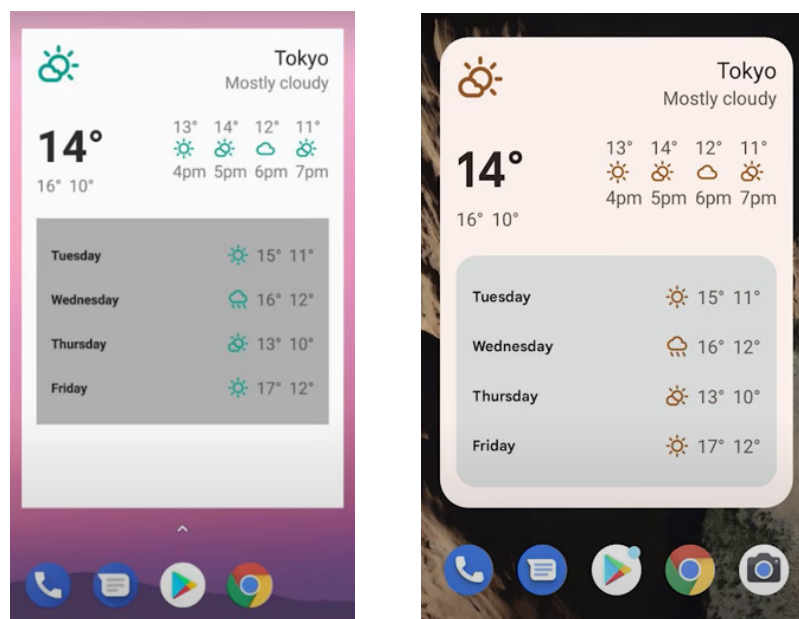 Tokyo
Mostly cloudy
14°
16° 10°
13° 14° 12° 11°
4pm 5pm 6pm 7pm
Tuesday 15° 11°
Wednesday 16° 12°
Thursday 13° 10°
Friday 17° 12°
Tokyo
Mostly cloudy
14°
16° 10°
13° 14° 12° 11°
4pm 5pm 6pm 7pm
Tuesday 15° 11°
Wednesday 16° 12°
Thursday 13° 10°
Friday 17° 12°